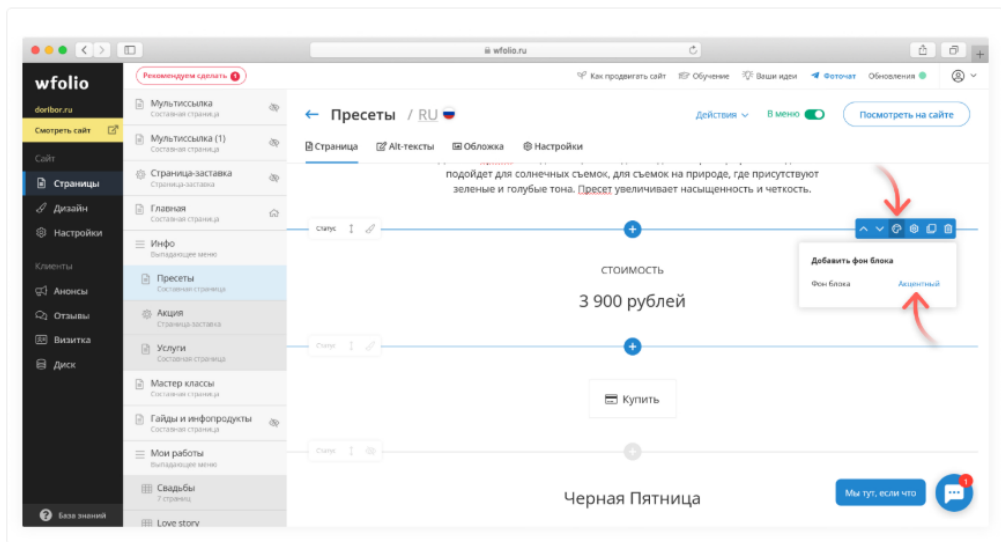 wfolio.ru
wfolio
Рекомендуем сделать
Как продвигать сайт
Обучение
Ваши идеи
Фоточат
Обновления
doribor.ru
Смотреть сайт
Сайт
Страницы
Дизайн
Настройки
Клиенты
Анонсы
Отзывы
Визитка
Диск
База знаний
Мультиссылка
Составная страница
Мультиссылка (1)
Составная страница
Страница-заставка
Страница-заставка
Главная
Составная страница
Инфо
Выпадающее меню
Пресеты
Составная страница
Акция
Страница-заставка
Услуги
Составная страница
Мастер классы
Составная страница
Гайды и инфопродукты
Составная страница
Мои работы
Выпадающее меню
Свадьбы
7 страниц
Love story
Пресеты / RU
Действия
В меню
Посмотреть на сайте
Страница
Alt-тексты
Обложка
Настройки
подойдет для солнечных съемок, для съемок на природе, где присутствуют
зеленые и голубые тона. Пресет увеличивает насыщенность и четкость.
Статус
Добавить фон блока
Фон блока
Акцентный
СТОИМОСТЬ
3 900 рублей
Статус
Купить
Статус
Черная Пятница
Мы тут, если что
1